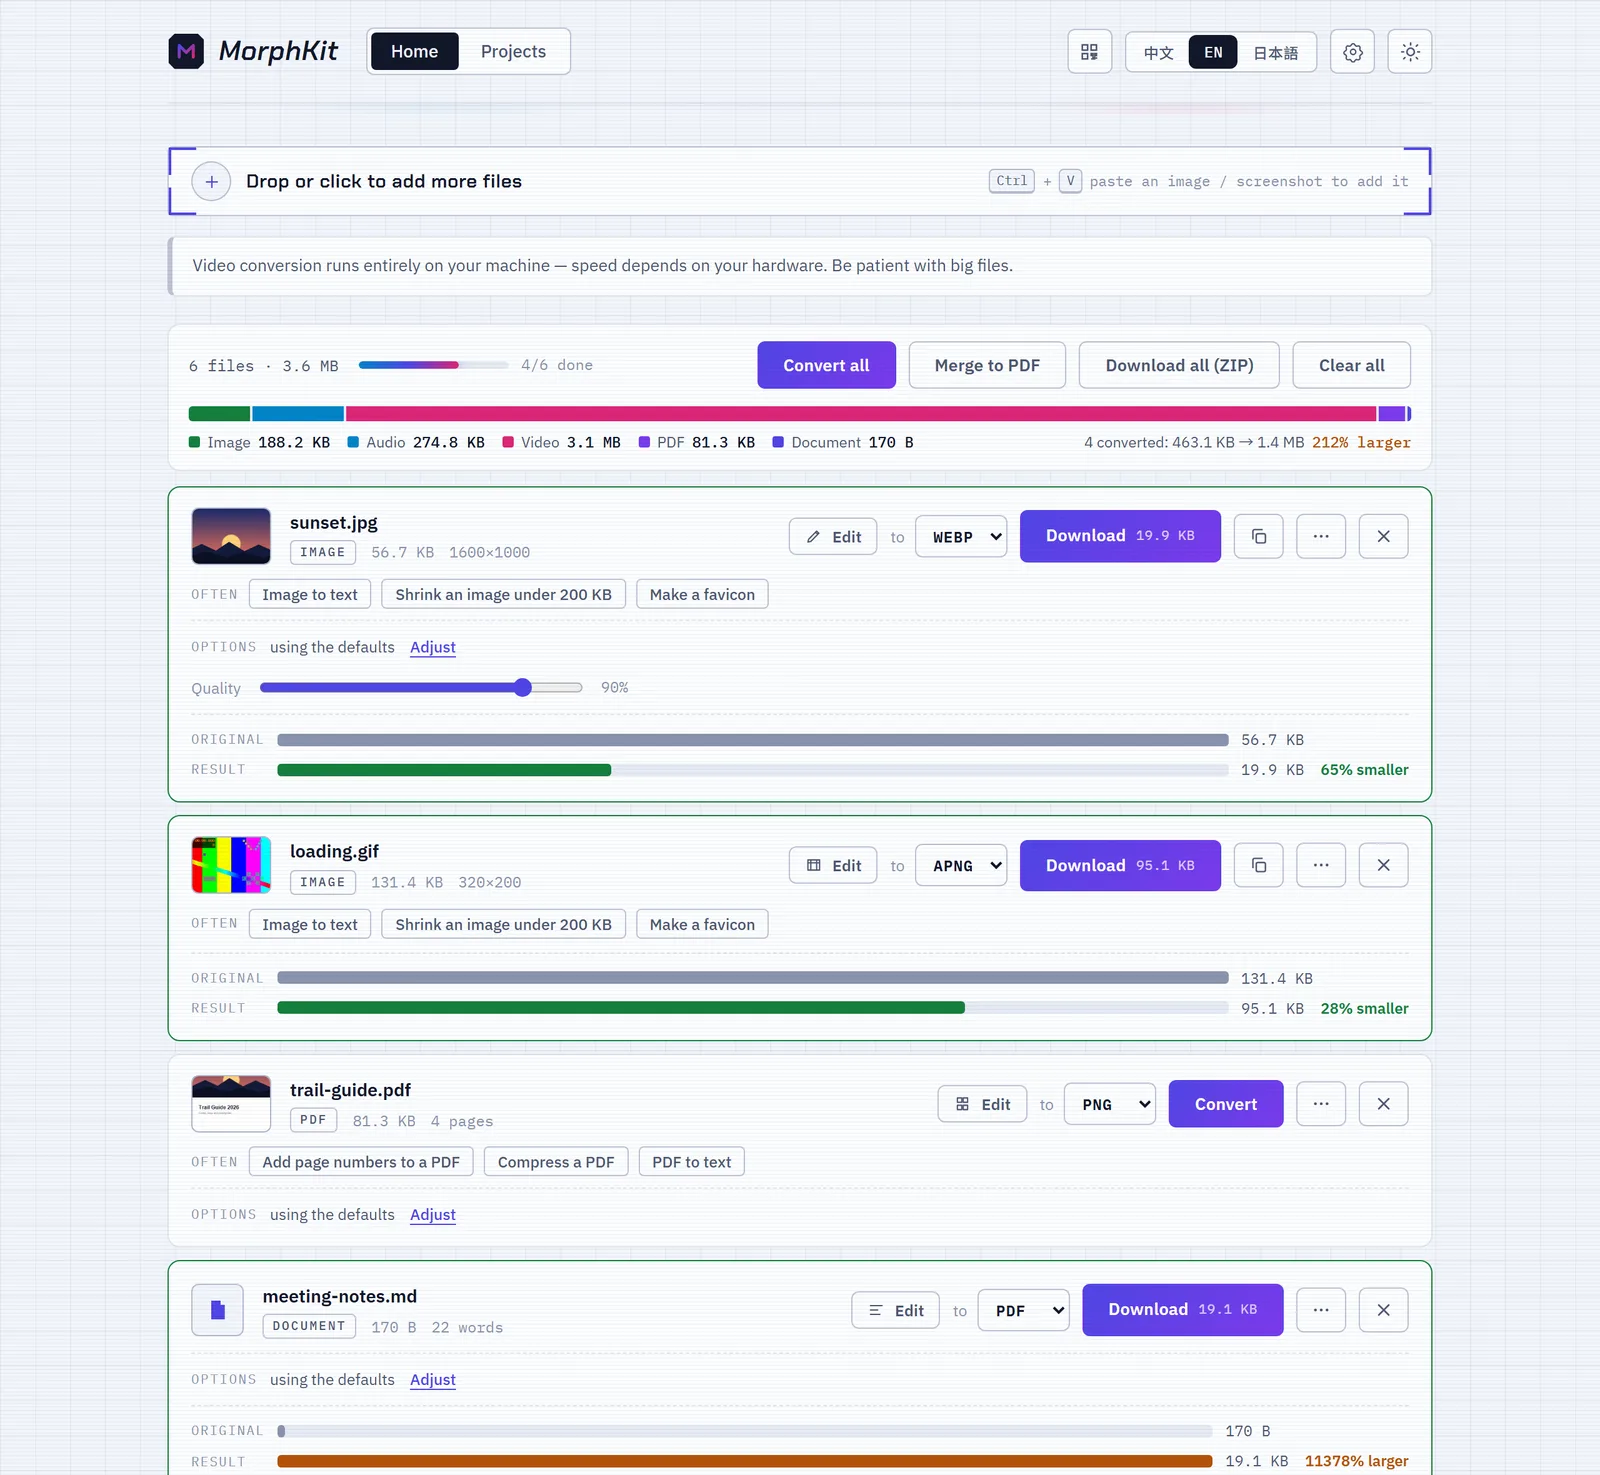 MorphKit
Home
Projects
中文
EN
日本語
Drop or click to add more files
Ctrl + V paste an image / screenshot to add it
Video conversion runs entirely on your machine — speed depends on your hardware. Be patient with big files.
6 files · 3.6 MB
4/6 done
Convert all
Merge to PDF
Download all (ZIP)
Clear all
Image 188.2 KB
Audio 274.8 KB
Video 3.1 MB
PDF 81.3 KB
Document 170 B
4 converted: 463.1 KB → 1.4 MB 212% larger
sunset.jpg
IMAGE 56.7 KB 1600×1000
Edit to WEBP Download 19.9 KB
OFTEN Image to text Shrink an image under 200 KB Make a favicon
OPTIONS using the defaults Adjust
Quality 90%
ORIGINAL 56.7 KB
RESULT 19.9 KB 65% smaller
loading.gif
IMAGE 131.4 KB 320×200
Edit to APNG Download 95.1 KB
OFTEN Image to text Shrink an image under 200 KB Make a favicon
ORIGINAL 131.4 KB
RESULT 95.1 KB 28% smaller
Trail Guide 2026
trail-guide.pdf
PDF 81.3 KB 4 pages
Edit to PNG Convert
OFTEN Add page numbers to a PDF Compress a PDF PDF to text
OPTIONS using the defaults Adjust
meeting-notes.md
DOCUMENT 170 B 22 words
Edit to PDF Download 19.1 KB
OPTIONS using the defaults Adjust
ORIGINAL 170 B
RESULT 19.1 KB 11378% larger